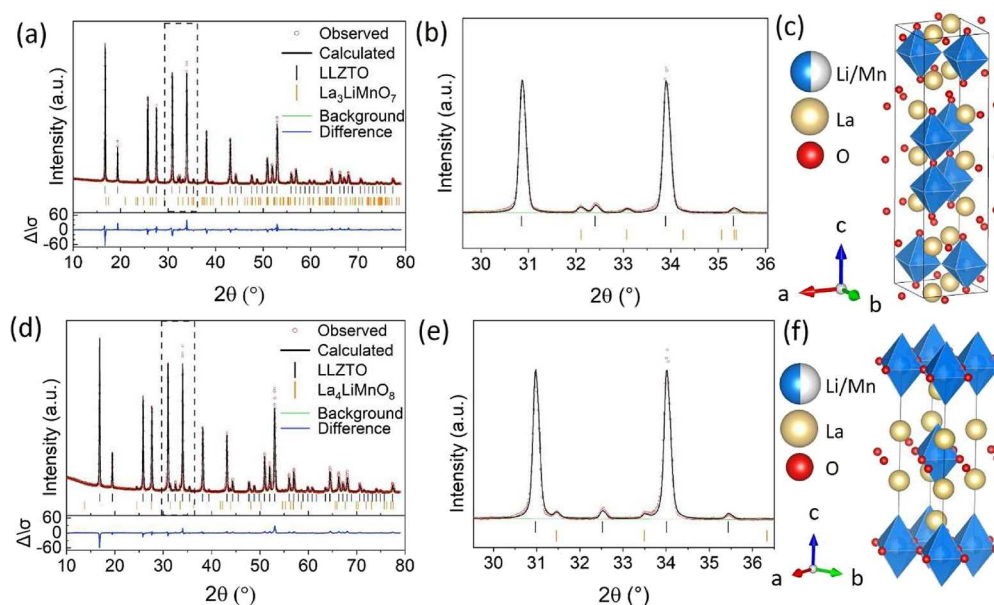 (a)
Intensity (a.u.)
Observed
Calculated
LLZTO
La₃LiMnO₇
Background
Difference
Δ\σ
60
0
-60
10 20 30 40 50 60 70 80
2θ (°)
(b)
Intensity (a.u.)
30 31 32 33 34 35 36
2θ (°)
(c)
Li/Mn
La
O
c
a
b
(d)
Intensity (a.u.)
Observed
Calculated
LLZTO
La₄LiMnO₈
Background
Difference
Δ\σ
60
0
-60
10 20 30 40 50 60 70 80
2θ (°)
(e)
Intensity (a.u.)
30 31 32 33 34 35 36
2θ (°)
(f)
Li/Mn
La
O
c
a
b